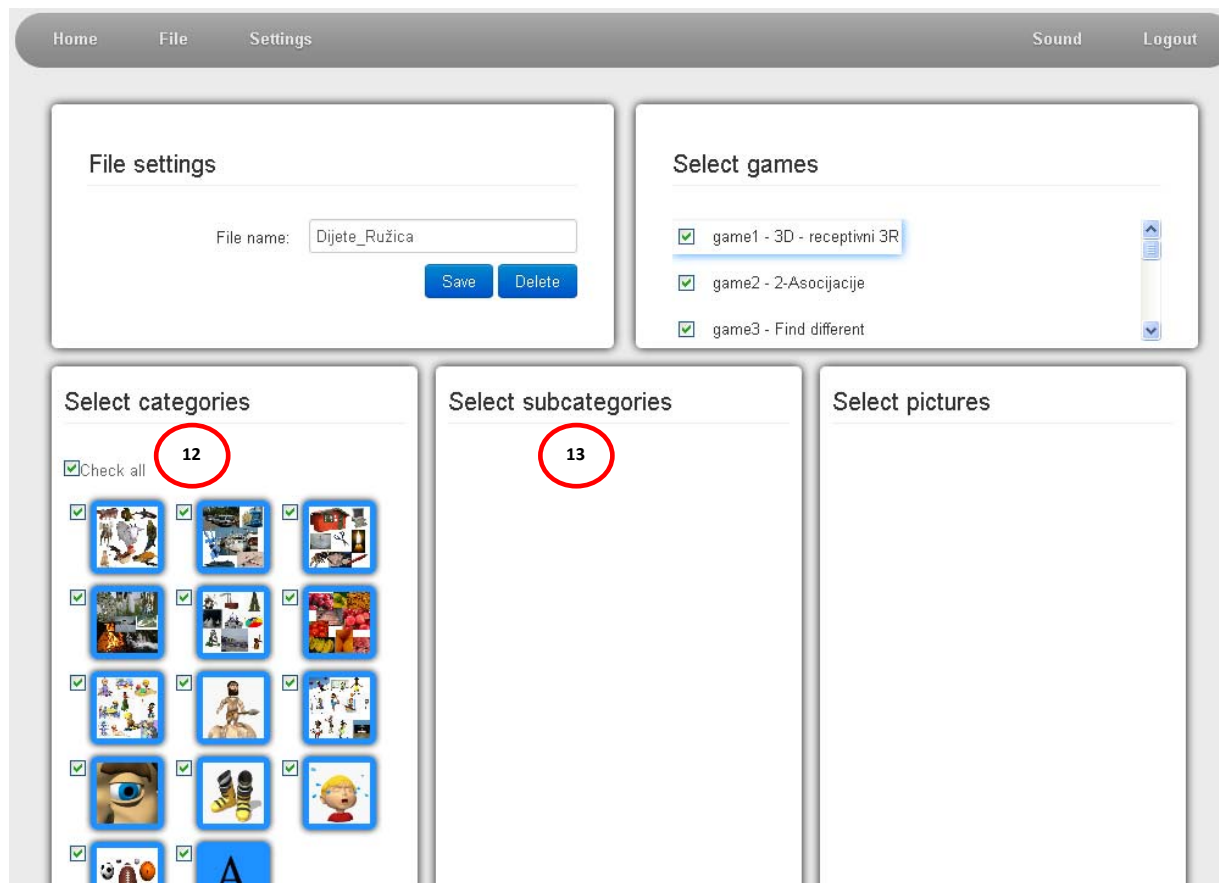 Home File Settings Sound Logout
File settings
File name: Dijete_Ružica
Save Delete
Select games
game1 - 3D - receptivni 3R
game2 - 2-Asocijacije
game3 - Find different
Select categories
12
Check all
Select subcategories
13
Select pictures
A